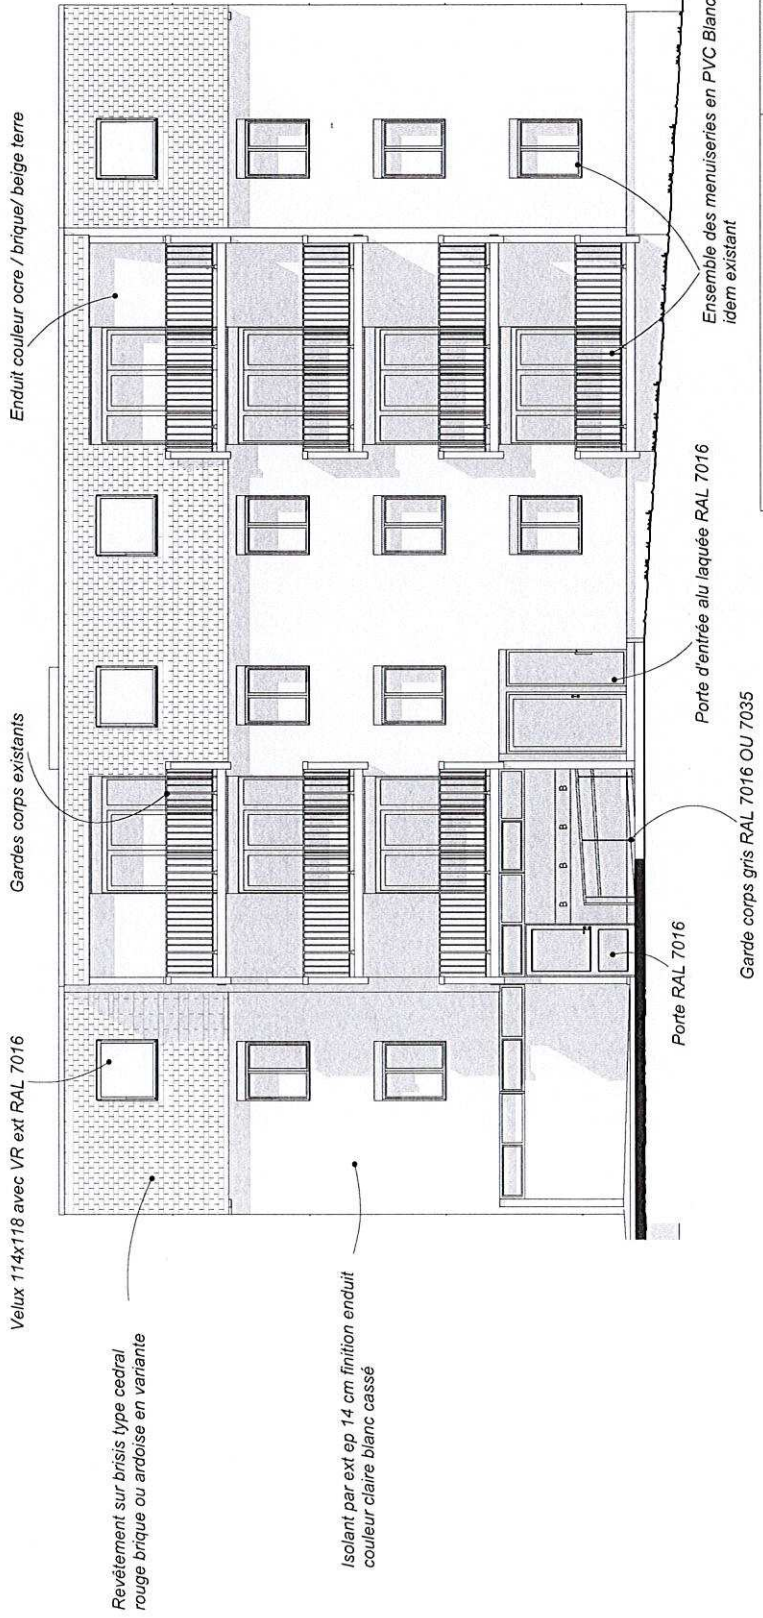 Velux 114x118 avec VR ext RAL 7016
Gardes corps existants
Enduit couleur ocre / brique/ beige terre
Revêtement sur brisis type cedral
rouge brique ou ardoise en variante
Isolant par ext ep 14 cm finition enduit
couleur claire blanc cassé
Porte RAL 7016
Garde corps gris RAL 7016 OU 7035
Porte d'entrée alu laquée RAL 7016
Ensemble des menuiseries en PVC Blanc
idem existant